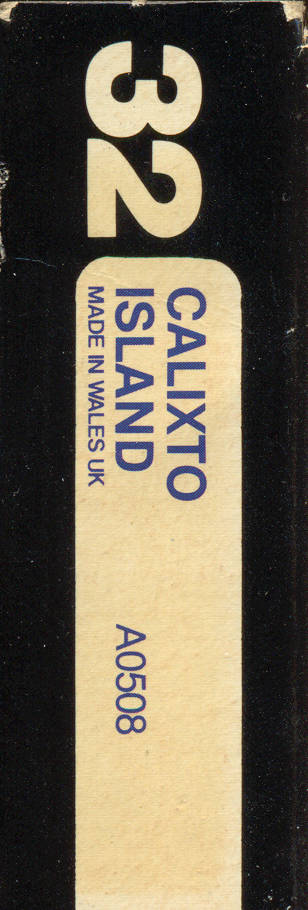 32
CALIXTO
ISLAND
MADE IN WALES UK
A0508